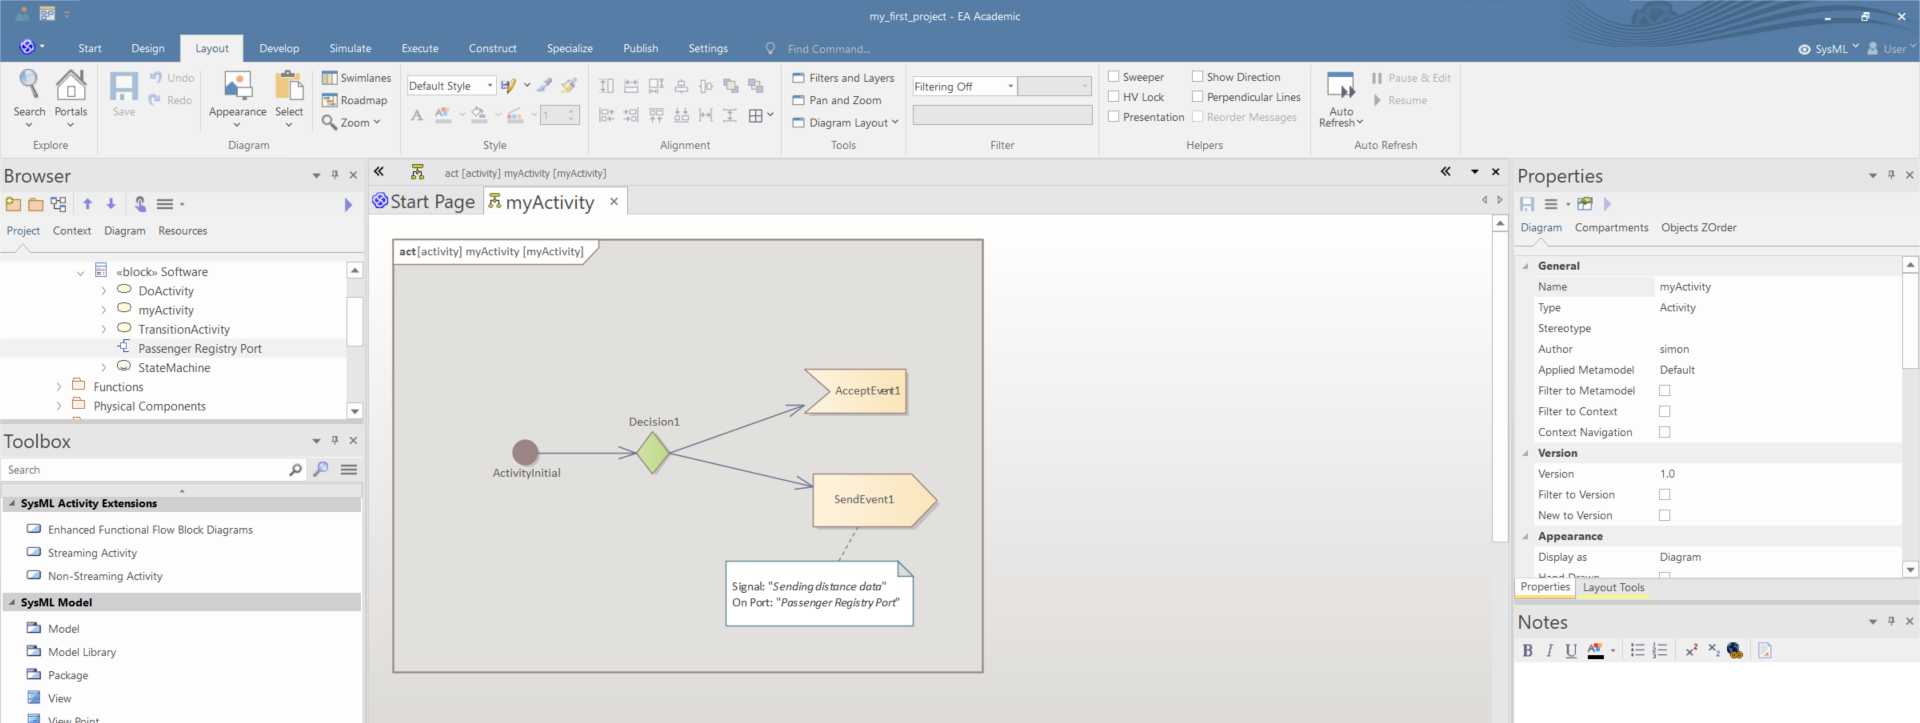 my_first_project - EA Academic
Start Design Layout Develop Simulate Execute Construct Specialize Publish Settings Find Command... SysML User
Search
Portals
Explore
Save
Undo
Redo
Appearance
Select
Swimlanes
Roadmap
Zoom
Diagram
Default Style
1
Style
Alignment
Filters and Layers
Pan and Zoom
Diagram Layout
Tools
Filtering Off
Filter
Sweeper
HV Lock
Presentation
Show Direction
Perpendicular Lines
Reorder Messages
Helpers
Auto
Refresh
Pause & Edit
Resume
Auto Refresh
Browser
Project Context Diagram Resources
«block» Software
DoActivity
myActivity
TransitionActivity
Passenger Registry Port
StateMachine
Functions
Physical Components
Toolbox
Search
SysML Activity Extensions
Enhanced Functional Flow Block Diagrams
Streaming Activity
Non-Streaming Activity
SysML Model
Model
Model Library
Package
View
View Point
act [activity] myActivity [myActivity]
Start Page
myActivity
act [activity] myActivity [myActivity]
AcceptEvent1
Decision1
ActivityInitial
SendEvent1
Signal: "Sending distance data"
On Port: "Passenger Registry Port"
Properties
Diagram Compartments Objects ZOrder
General
Name myActivity
Type Activity
Stereotype
Author simon
Applied Metamodel Default
Filter to Metamodel
Filter to Context
Context Navigation
Version
Version 1.0
Filter to Version
New to Version
Appearance
Display as Diagram
Hand Drawn
Properties Layout Tools
Notes
B I U A x² x₂